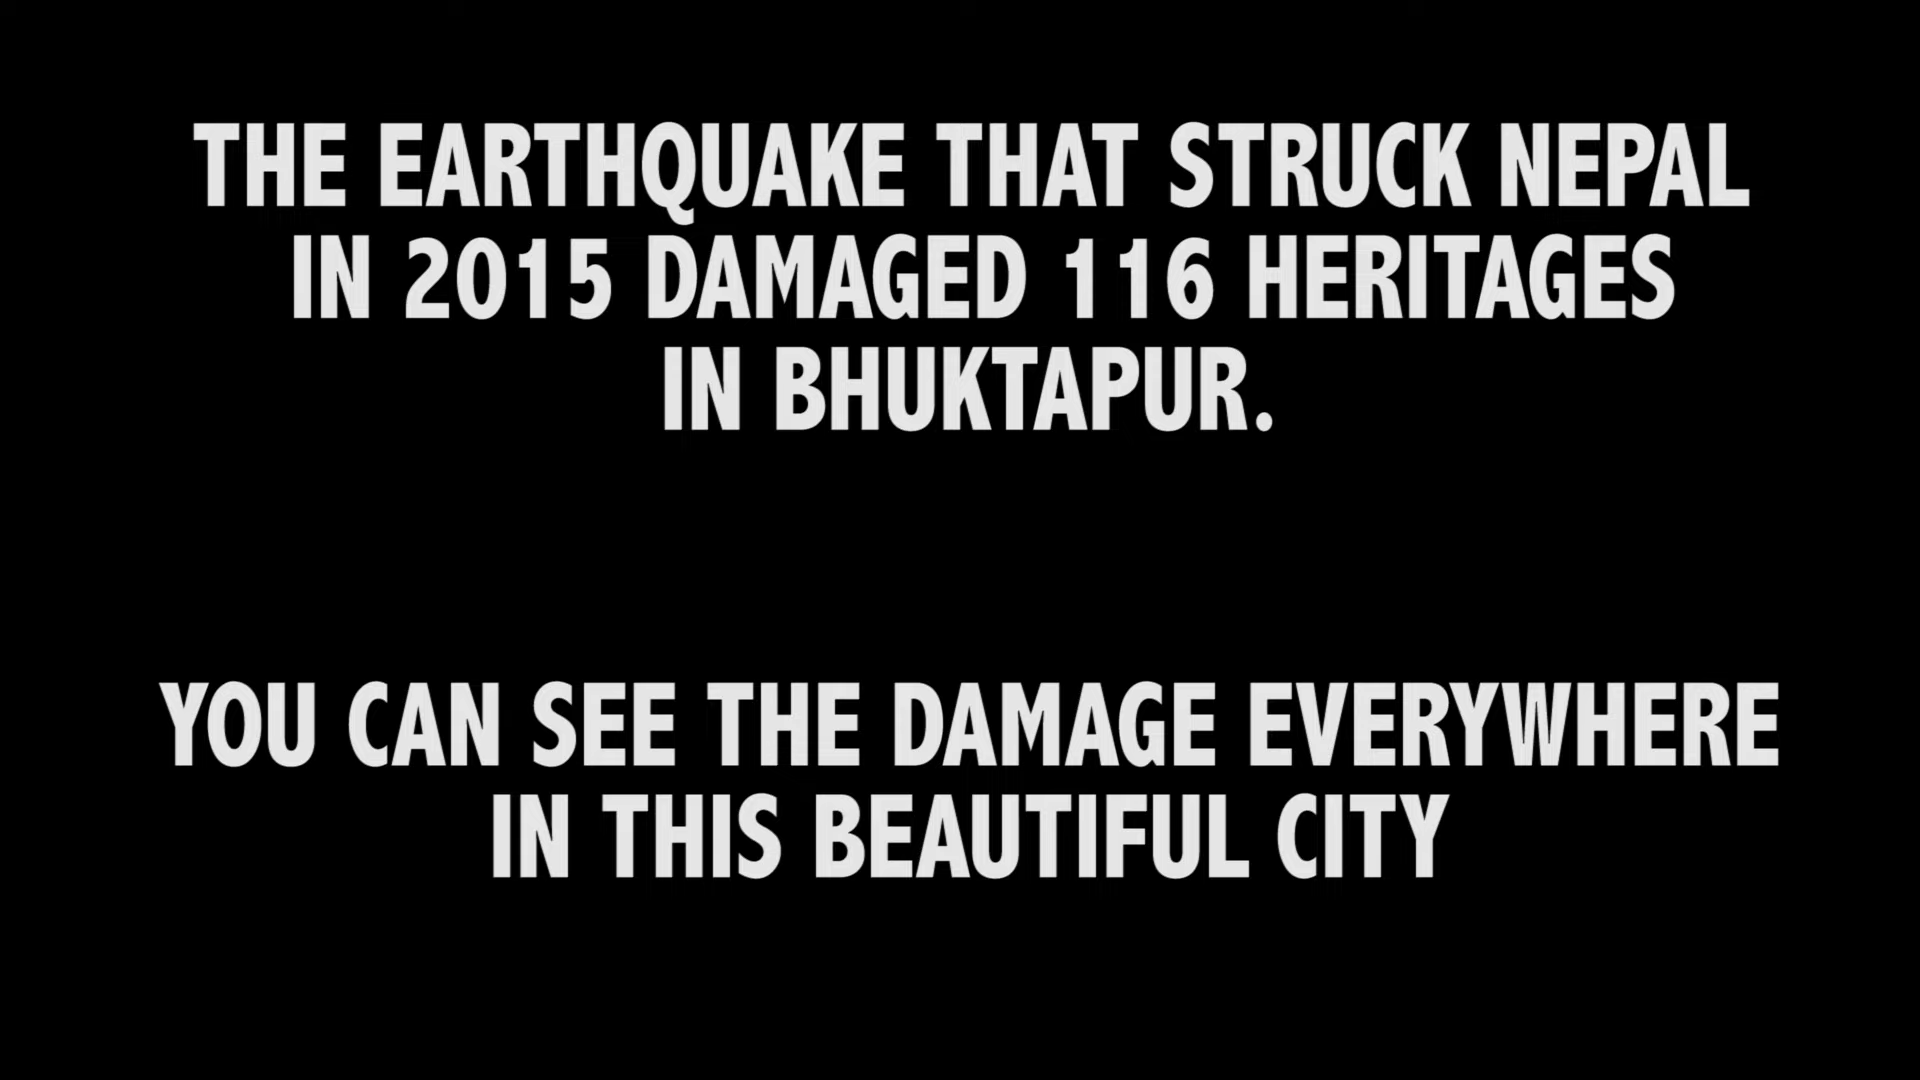 THE EARTHQUAKE THAT STRUCK NEPAL
IN 2015 DAMAGED 116 HERITAGES
IN BHUKTAPUR.
YOU CAN SEE THE DAMAGE EVERYWHERE
IN THIS BEAUTIFUL CITY